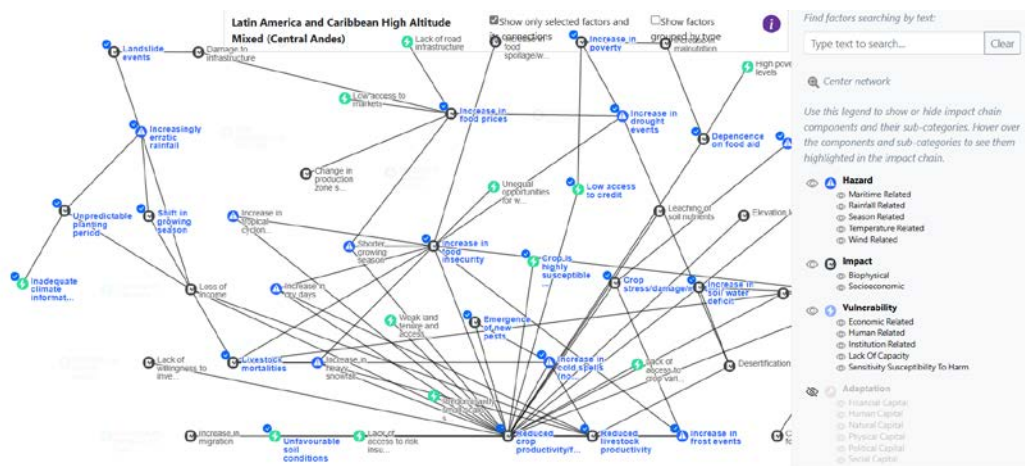 Latin America and Caribbean High Altitude
Mixed (Central Andes)
Show only selected factors and
connections
Show factors
grouped by type
Landslide
events
Damage to
infrastructure
Lack of road
infrastructure
Increase in
poverty
malnutrition
High
levels
Low access to
markets
Increase in
food prices
Increase in
drought
events
Dependence
on food aid
Increasingly
erratic
rainfall
Change in
production
zone s...
Unequal
opportunities
for w...
Low access
to credit
Unpredictable
planting
period
Shift in
growing
season
Increase in
tropical
cyclon...
Leaching of
soil nutrients
Elevation
Shorter
growing
season
Increase in
food
insecurity
Crop is
highly
susceptible
...
Inadequate
climate
informat...
Loss of
income
Increase in
dry days
Crop
Increase in
soil water
deficit
Weak land
tenure and
access
Emergence
of new
pests
Lack of
willingness to
inve...
Livestock
mortalities
Increase in
heavy
snowfal...
Increase in
cold spells
Lack of
access to
crop vari...
Desertification
Increase in
migration
Unfavourable
soil
conditions
Lack of
access to risk
insu...
Reduced
crop
productivity/f...
Reduced
livestock
productivity
Increase in
frost events
Find factors searching by text:
Type text to search...
Clear
Center network
Use this legend to show or hide impact chain
components and their sub-categories. Hover over
the components and sub-categories to see them
highlighted in the impact chain.
Hazard
Maritime Related
Rainfall Related
Season Related
Temperature Related
Wind Related
Impact
Biophysical
Socioeconomic
Vulnerability
Economic Related
Human Related
Institution Related
Lack Of Capacity
Sensitivity Susceptibility To Harm
Adaptation
Financial Capital
Human Capital
Natural Capital
Physical Capital
Political Capital
Social Capital